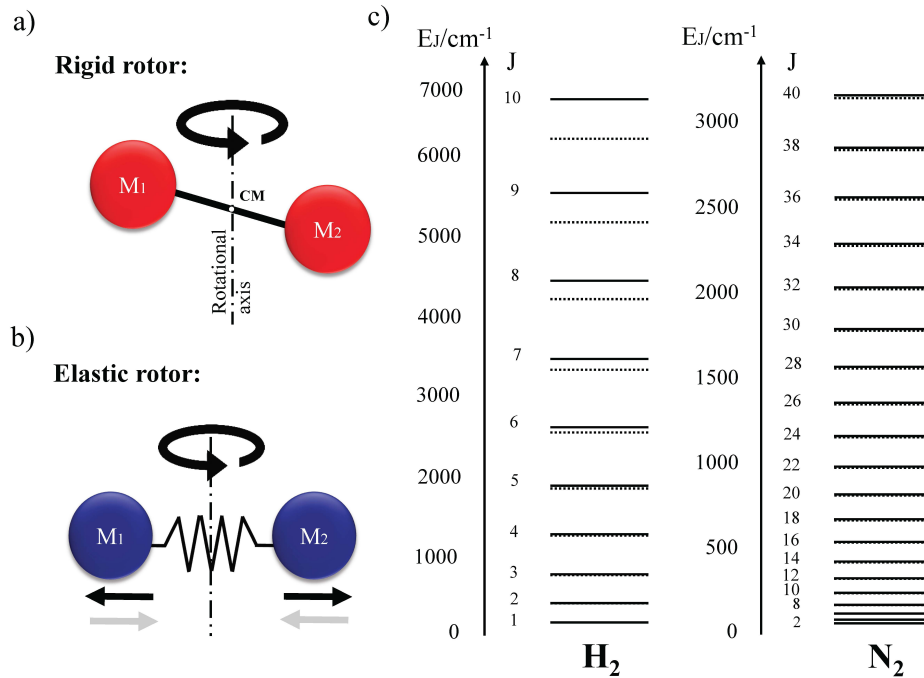 a)
Rigid rotor:
M1
CM
M2
Rotational
axis
b)
Elastic rotor:
M1
M2
c)
EJ/cm-1
J
7000
6000
5000
4000
3000
2000
1000
0
10
9
8
7
6
5
4
3
2
1
H2
EJ/cm-1
J
3000
2500
2000
1500
1000
500
0
40
38
36
34
32
30
28
26
24
22
20
18
16
14
12
10
8
2
N2